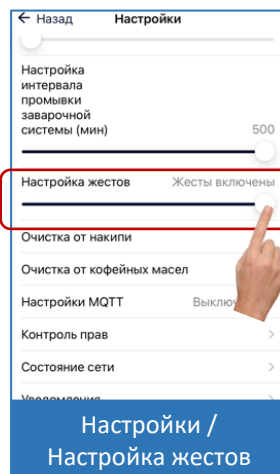 ← Назад Настройки
Настройка
интервала
промывки
заварочной
системы (мин) 500
Настройка жестов Жесты включены
Очистка от накипи
Очистка от кофейных масел
Настройки MQTT
Контроль прав
Состояние сети
Уведомления
Настройки /
Настройка жестов